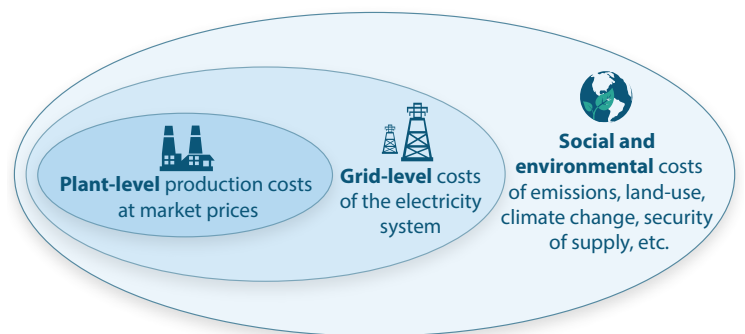 Plant-level production costs
at market prices
Grid-level costs
of the electricity
system
Social and
environmental costs
of emissions, land-use,
climate change, security
of supply, etc.